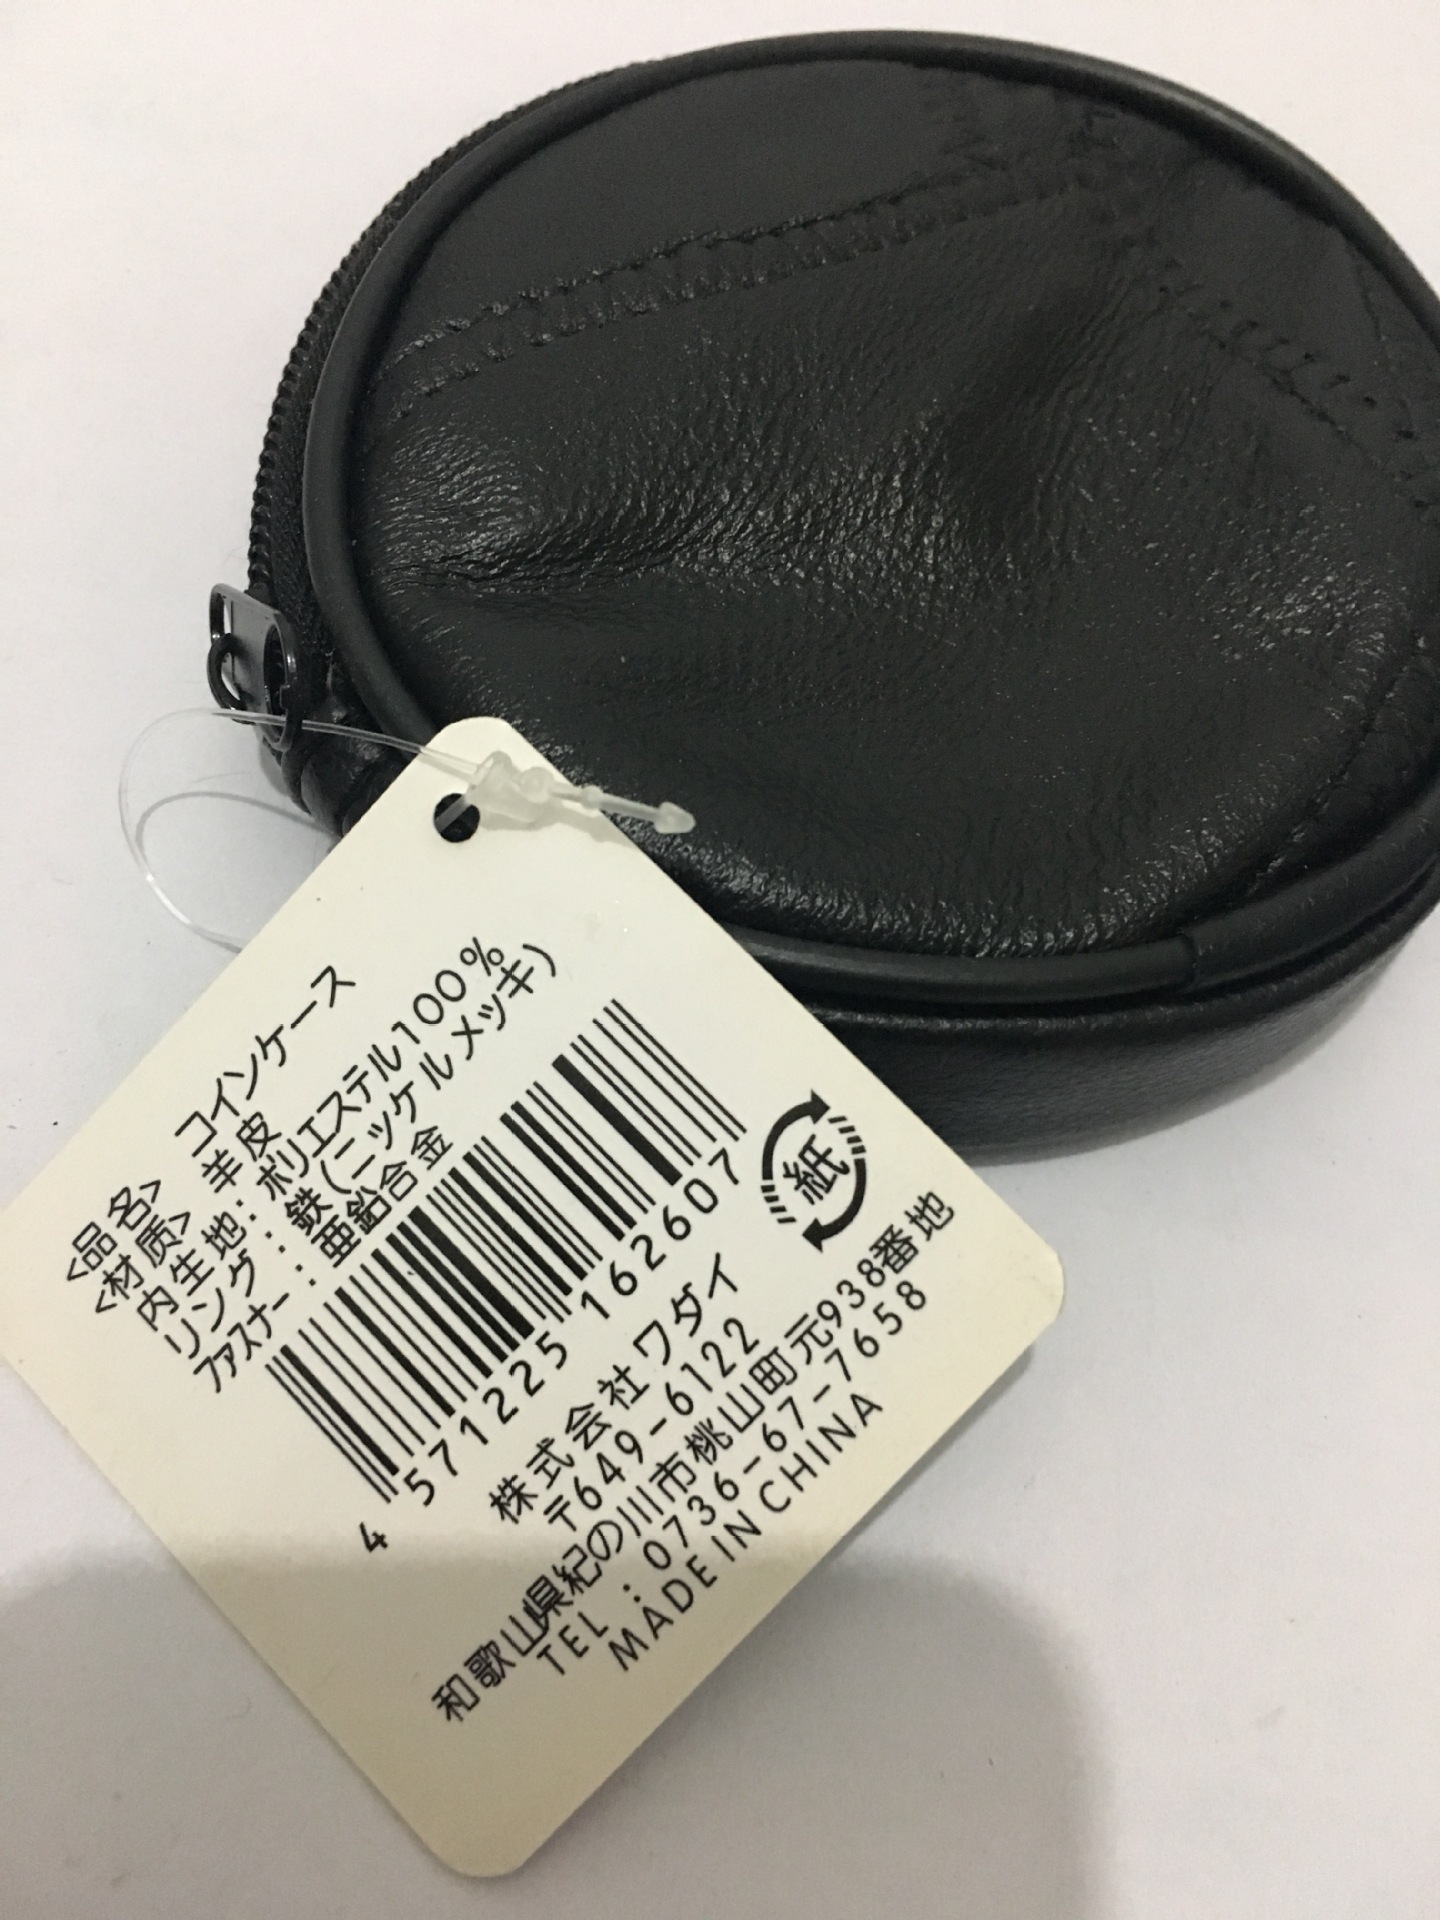 <品名> コインケース
<材质> 羊皮
内生地: ポリエステル100%
リング: 鉄(ニッケルメッキ)
ファスナー: 亜鉛合金
4 571225 162607
紙
株式会社ワダイ
〒649-6122
和歌山県紀の川市桃山町元938番地
TEL : 0736-67-7658
MADE IN CHINA